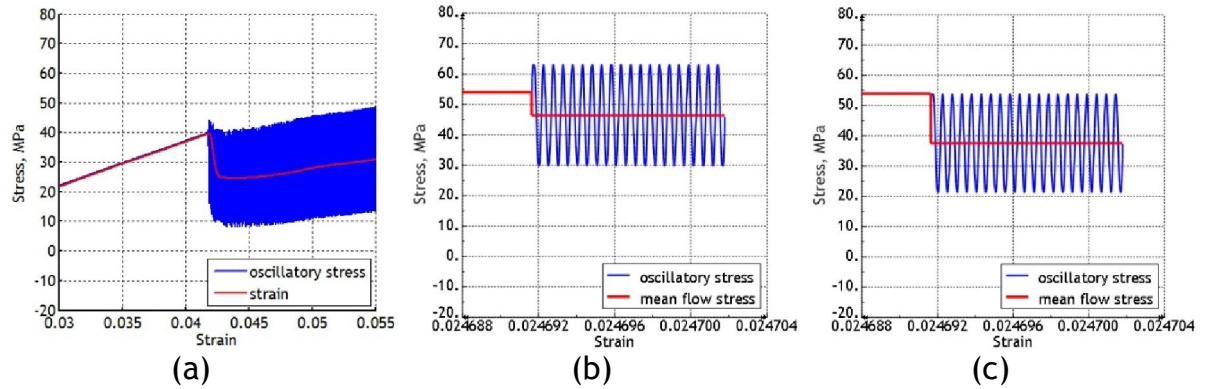 80
70
60
50
40
30
20
10
0
-10
-20
Stress, MPa
oscillatory stress
strain
0.03 0.035 0.04 0.045 0.05 0.055
Strain
(a)
80.
70.
60.
50.
40.
30.
20.
10.
0.
-10.
-20.
Stress, MPa
oscillatory stress
mean flow stress
0.024688 0.024692 0.024696 0.024700 0.024704
Strain
(b)
80.
70.
60.
50.
40.
30.
20.
10.
0.
-10.
-20.
Stress, MPa
oscillatory stress
mean flow stress
0.024688 0.024692 0.024696 0.024700 0.024704
Strain
(c)